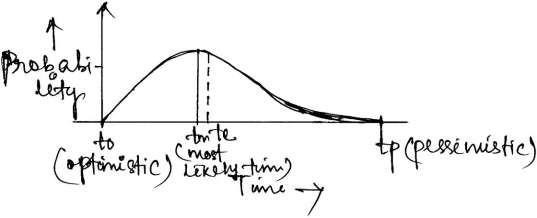 Probabi-
lity
to
(optimistic)
tm te
(most
likely time)
Time →
tp (pessimistic)